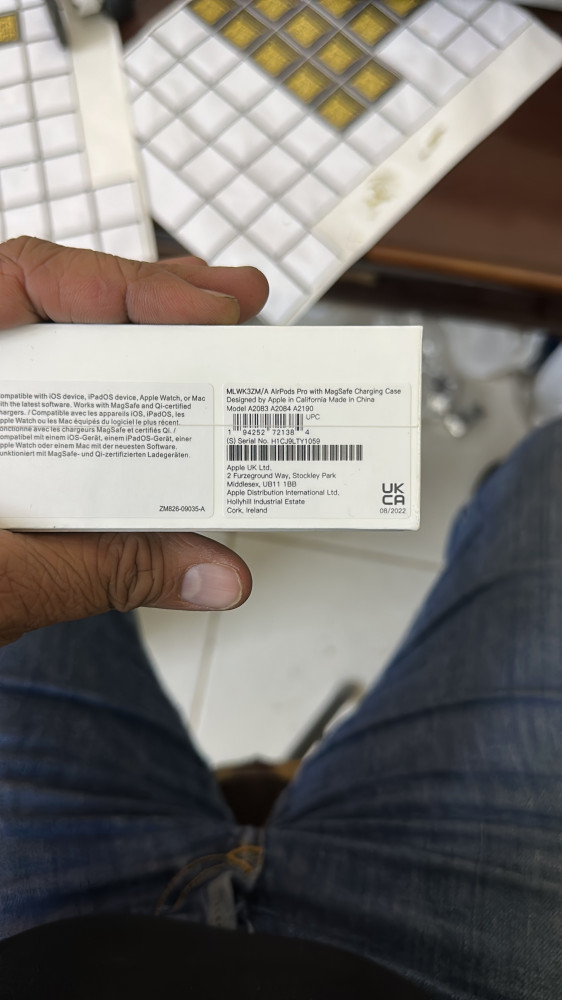 ompatible with iOS device, iPadOS device, Apple Watch, or Mac
ith the latest software. Works with MagSafe and Qi-certified
hargers. / Compatible avec les appareils iOS, iPadOS, les
pple Watch ou les Mac équipés du logiciel le plus récent.
onctionne avec les chargeurs MagSafe et certifiés Qi. /
ompatibel mit einem iOS-Gerät, einem iPadOS-Gerät, einer
pple Watch oder einem Mac mit der neuesten Software.
unktioniert mit MagSafe- und Qi-zertifizierten Ladegeräten.
ZM826-09035-A
MLWK3ZM/A AirPods Pro with MagSafe Charging Case
Designed by Apple in California Made in China
Model A2083 A2084 A2190
UPC
1 94252 72138 4
(S) Serial No. H1CJ9LTY1059
Apple UK Ltd.
2 Furzeground Way, Stockley Park
Middlesex, UB11 1BB
Apple Distribution International Ltd.
Hollyhill Industrial Estate
Cork, Ireland
UK
CA
08/2022